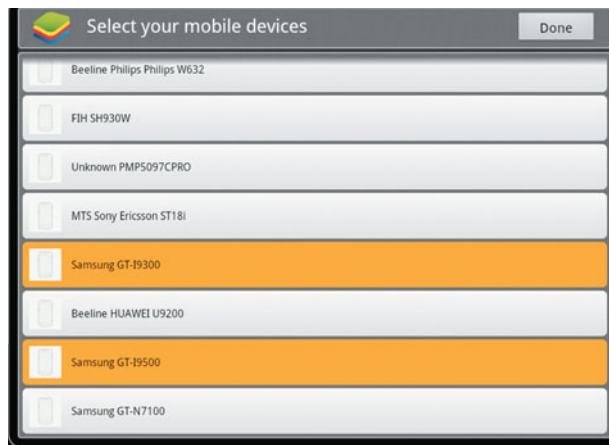 Select your mobile devices
Done
Beeline Philips Philips W632
FIH SH930W
Unknown PMP5097CPRO
MTS Sony Ericsson ST18i
Samsung GT-I9300
Beeline HUAWEI U9200
Samsung GT-I9500
Samsung GT-N7100